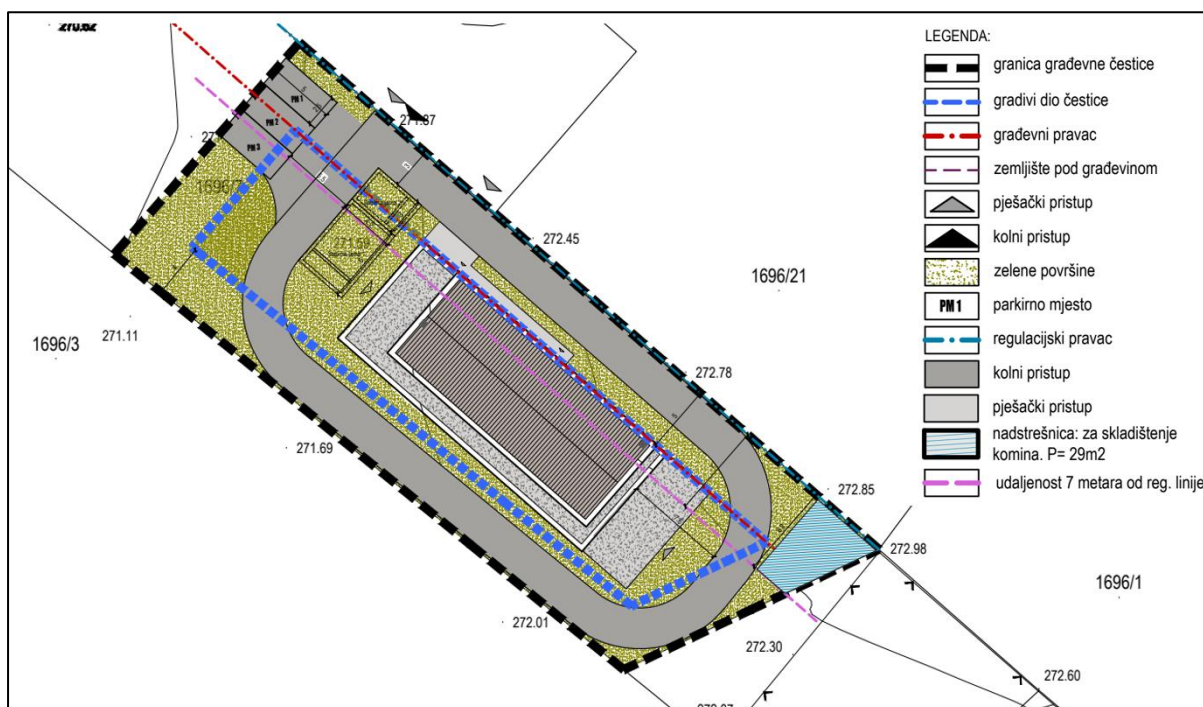 270.62
LEGENDA:
granica građevne čestice
gradivi dio čestice
građevni pravac
zemljište pod građevinom
pješački pristup
kolni pristup
zelene površine
PM 1
parkirno mjesto
regulacijski pravac
kolni pristup
pješački pristup
nadstrešnica: za skladištenje
komina. P= 29m2
udaljenost 7 metara od reg. linije
PM 1
PM 2
PM 3
271.87
272.45
1696/21
271.59
1696/3
271.11
272.78
271.69
272.85
272.98
1696/1
272.01
272.30
272.60